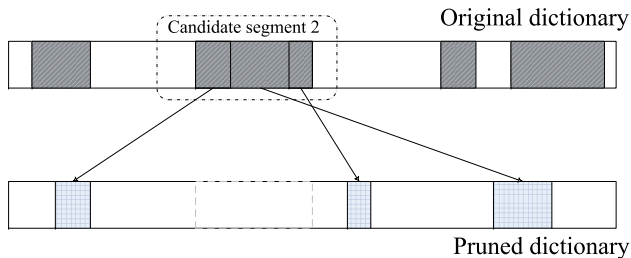 Original dictionary
Candidate segment 2
Pruned dictionary